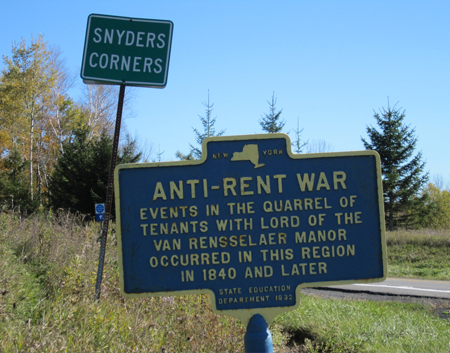 SNYDERS
CORNERS
NEW YORK
ANTI-RENT WAR
EVENTS IN THE QUARREL OF
TENANTS WITH LORD OF THE
VAN RENSSELAER MANOR
OCCURRED IN THIS REGION
IN 1840 AND LATER
STATE EDUCATION
DEPARTMENT 1932